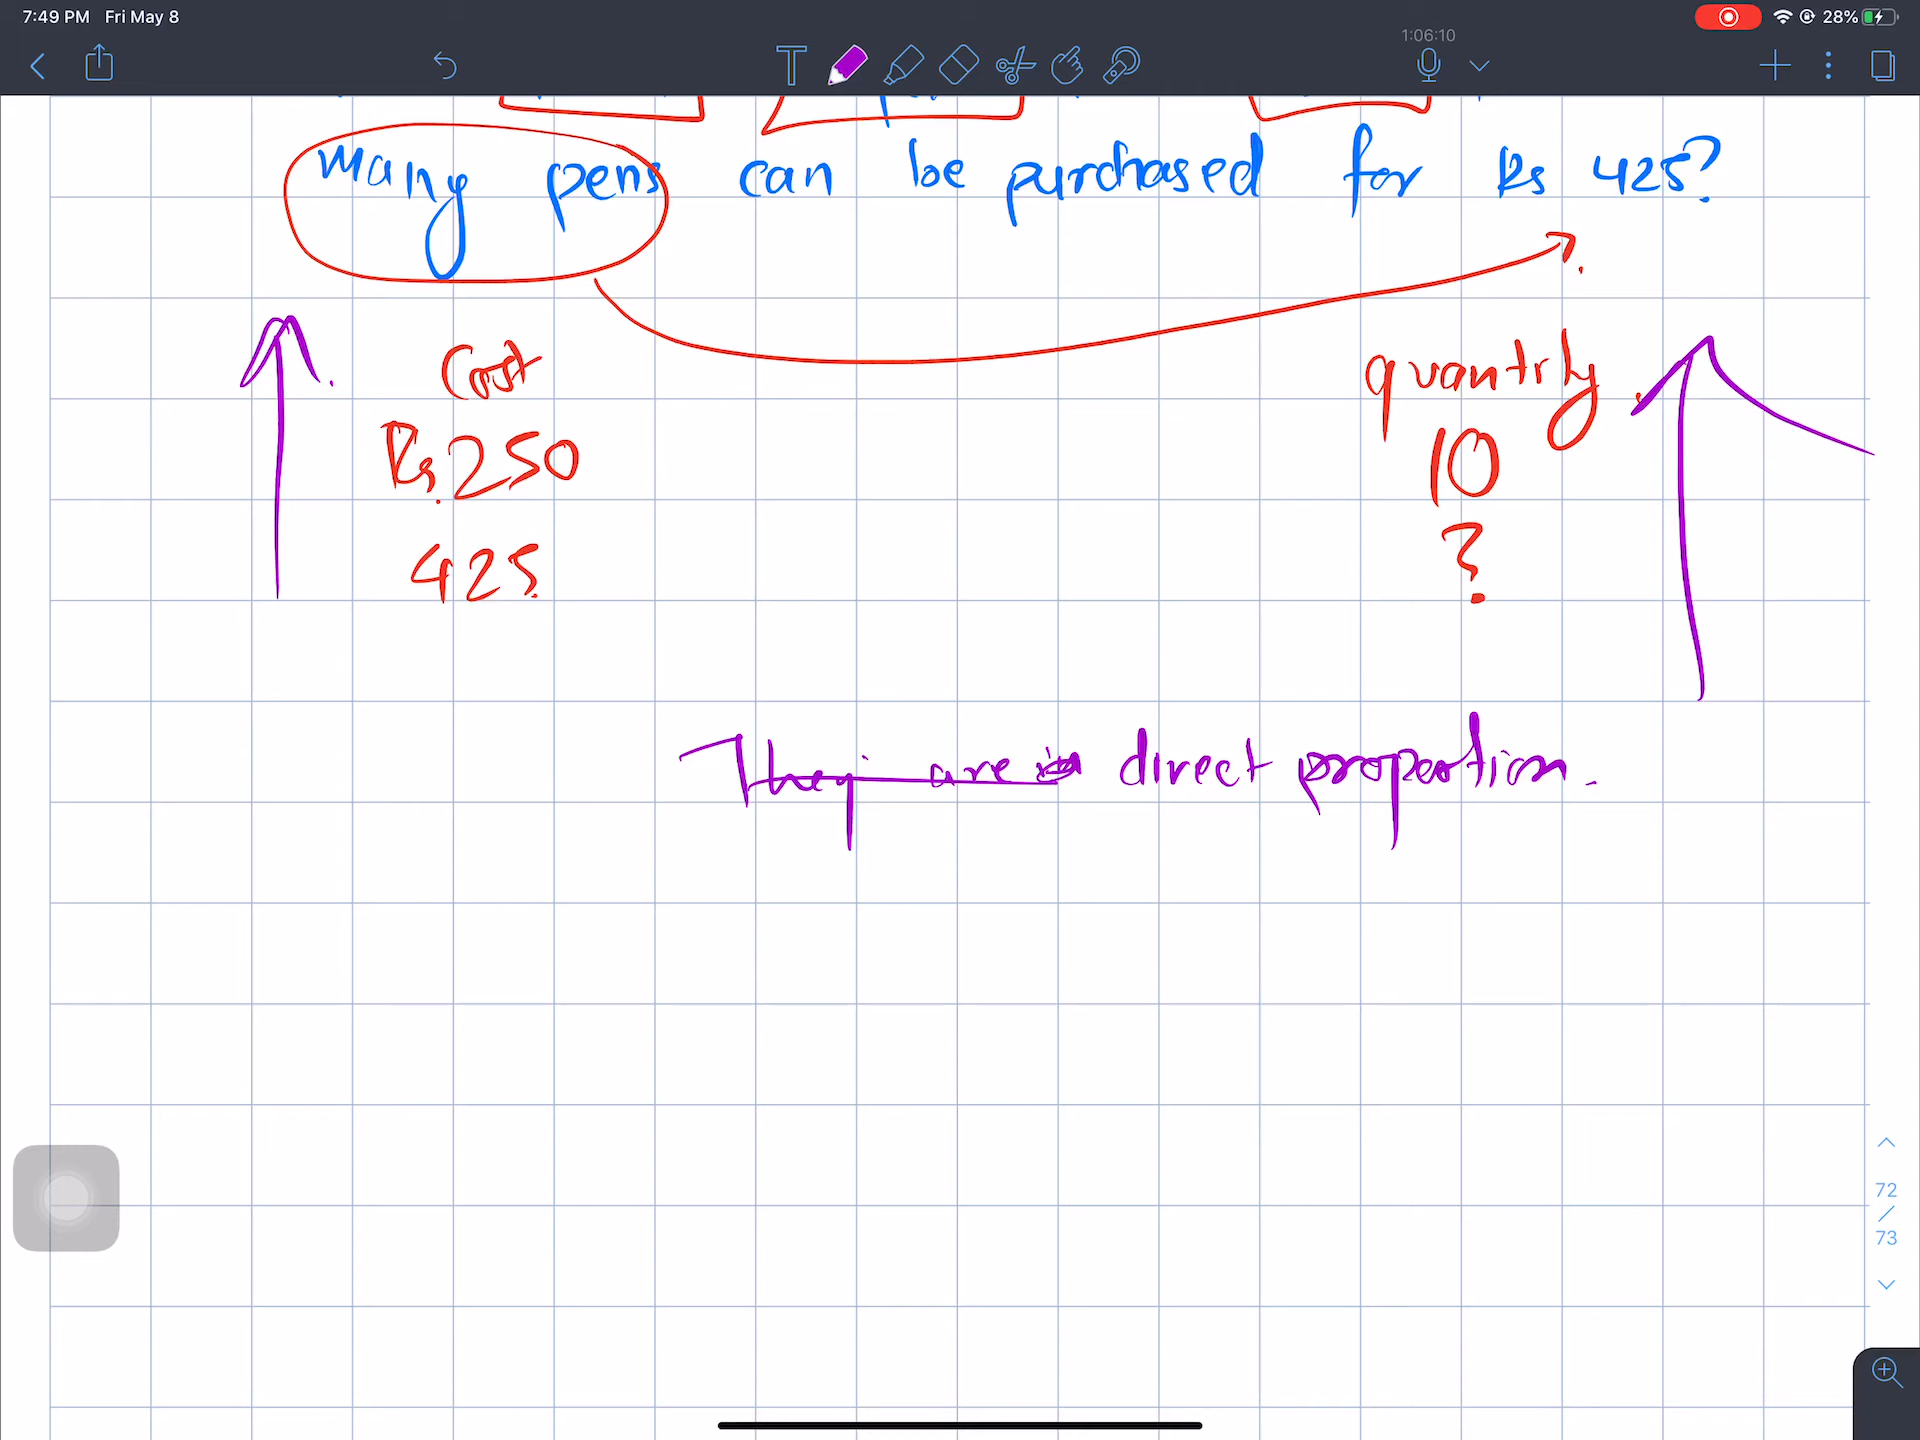 7:49 PM Fri May 8
28%
1:06:10
T
many pens can be purchased for Rs 425?
Cost quantity
Rs.250 10
425 ?
They are in direct proportion.
72
/
73